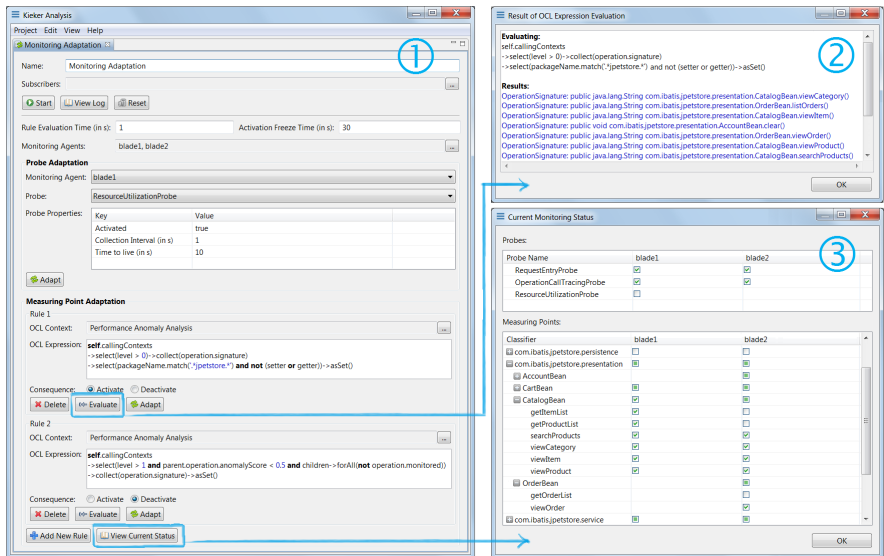 Kieker Analysis
Project Edit View Help
Monitoring Adaptation
1
Name: Monitoring Adaptation
Subscribers: ...
Start View Log Reset
Rule Evaluation Time (in s): 1 Activation Freeze Time (in s): 30
Monitoring Agents: blade1, blade2 ...
Probe Adaptation
Monitoring Agent: blade1
Probe: ResourceUtilizationProbe
Probe Properties: Key Value
Activated true
Collection Interval (in s) 1
Time to live (in s) 10
Adapt
Measuring Point Adaptation
Rule 1
OCL Context: Performance Anomaly Analysis ...
OCL Expression: self.callingContexts
->select(level > 0)->collect(operation.signature)
->select(packageName.match('.*jpetstore.*') and not (setter or getter))->asSet()
Consequence: Activate Deactivate
Delete Evaluate Adapt
Rule 2
OCL Context: Performance Anomaly Analysis ...
OCL Expression: self.callingContexts
->select(level > 1 and parent.operation.anomalyScore < 0.5 and children->forAll(not operation.monitored))
->collect(operation.signature)->asSet()
Consequence: Activate Deactivate
Delete Evaluate Adapt
Add New Rule View Current Status
Result of OCL Expression Evaluation
2
Evaluating:
self.callingContexts
->select(level > 0)->collect(operation.signature)
->select(packageName.match('.*jpetstore.*') and not (setter or getter))->asSet()
Results:
OperationSignature: public java.lang.String com.ibatis.jpetstore.presentation.CatalogBean.viewCategory()
OperationSignature: public java.lang.String com.ibatis.jpetstore.presentation.OrderBean.listOrders()
OperationSignature: public java.lang.String com.ibatis.jpetstore.presentation.CatalogBean.viewItem()
OperationSignature: public void com.ibatis.jpetstore.presentation.AccountBean.clear()
OperationSignature: public java.lang.String com.ibatis.jpetstore.presentation.OrderBean.viewOrder()
OperationSignature: public java.lang.String com.ibatis.jpetstore.presentation.CatalogBean.viewProduct()
OperationSignature: public java.lang.String com.ibatis.jpetstore.presentation.CatalogBean.searchProducts()
OK
Current Monitoring Status
3
Probes:
Probe Name blade1 blade2
RequestEntryProbe
OperationCallTracingProbe
ResourceUtilizationProbe
Measuring Points:
Classifier blade1 blade2
com.ibatis.jpetstore.persistence
com.ibatis.jpetstore.presentation
AccountBean
CartBean
CatalogBean
getItemList
getProductList
searchProducts
viewCategory
viewItem
viewProduct
OrderBean
getOrderList
viewOrder
com.ibatis.jpetstore.service
OK